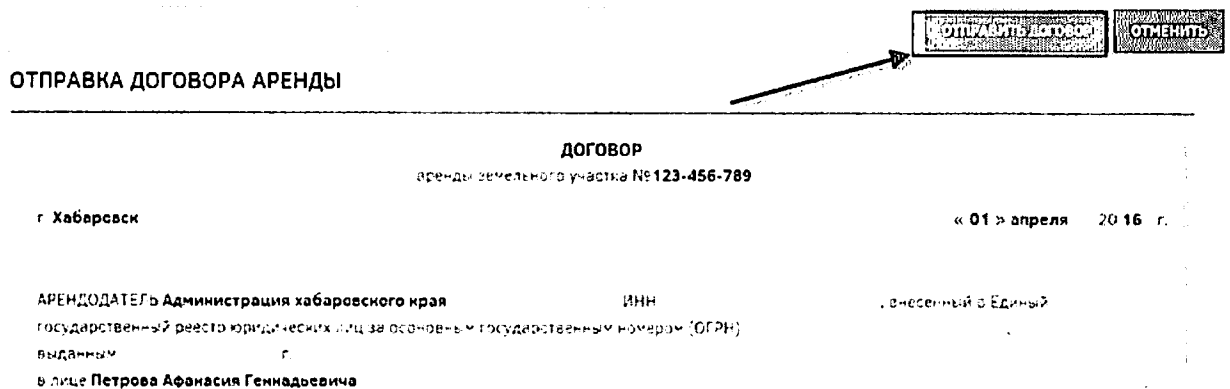 ОТПРАВИТЬ ДОГОВОР ОТМЕНИТЬ
ОТПРАВКА ДОГОВОРА АРЕНДЫ
ДОГОВОР
аренды земельного участка №123-456-789
г. Хабаровск « 01 » апреля 20 16 г.
АРЕНДОДАТЕЛЬ Администрация хабаровского края ИНН , внесенный в Единый
государственный реестр юридических лиц за основным государственным номером (ОГРН) ,
выданным г.
в лице Петрова Афанасия Геннадьевича